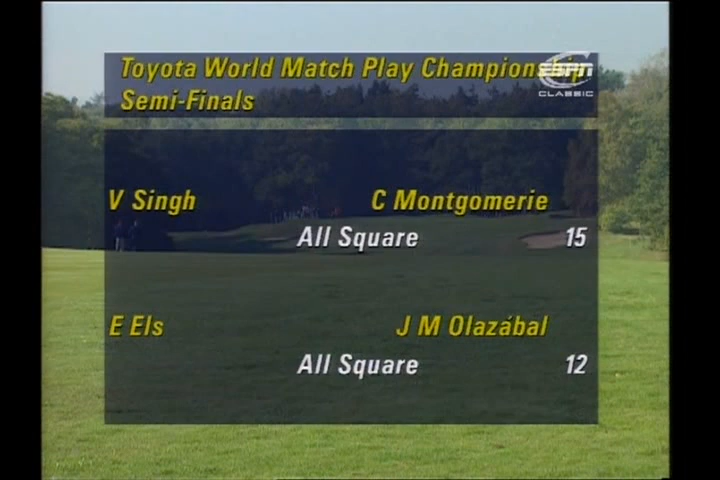 Toyota World Match Play Championship
Semi-Finals
ESPN
CLASSIC
V Singh C Montgomerie
All Square 15
E Els J M Olazábal
All Square 12